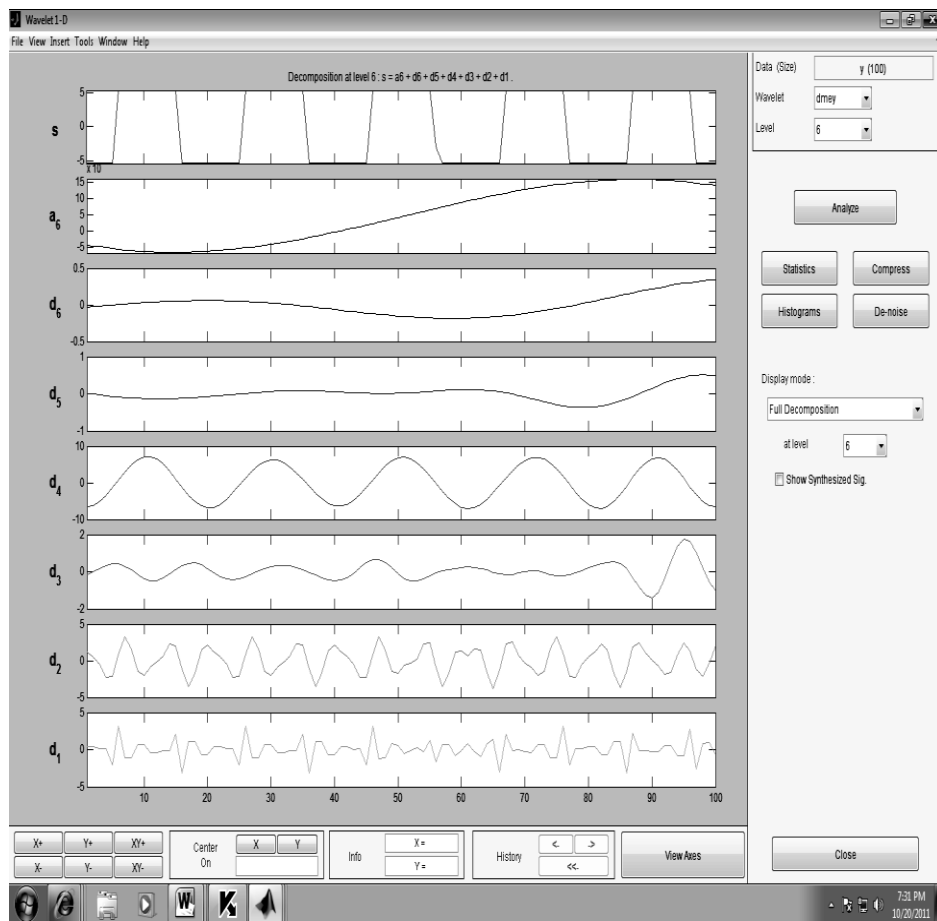 Wavelet 1-D
File View Insert Tools Window Help
Decomposition at level 6 : s = a6 + d6 + d5 + d4 + d3 + d2 + d1 .
s
5
0
-5
x 10
a6
15
10
5
0
-5
d6
0.5
0
-0.5
d5
1
0
-1
d4
10
0
-10
d3
2
0
-2
d2
5
0
-5
d1
5
0
-5
10 20 30 40 50 60 70 80 90 100
Data (Size) y (100)
Wavelet dmey
Level 6
Analyze
Statistics Compress
Histograms De-noise
Display mode :
Full Decomposition
at level 6
Show Synthesized Sig.
X+ Y+ XY+
X- Y- XY-
Center
On
X Y
Info
X =
Y =
History
<- ->
<<-
View Axes
Close
W
K
7:31 PM
10/20/2011